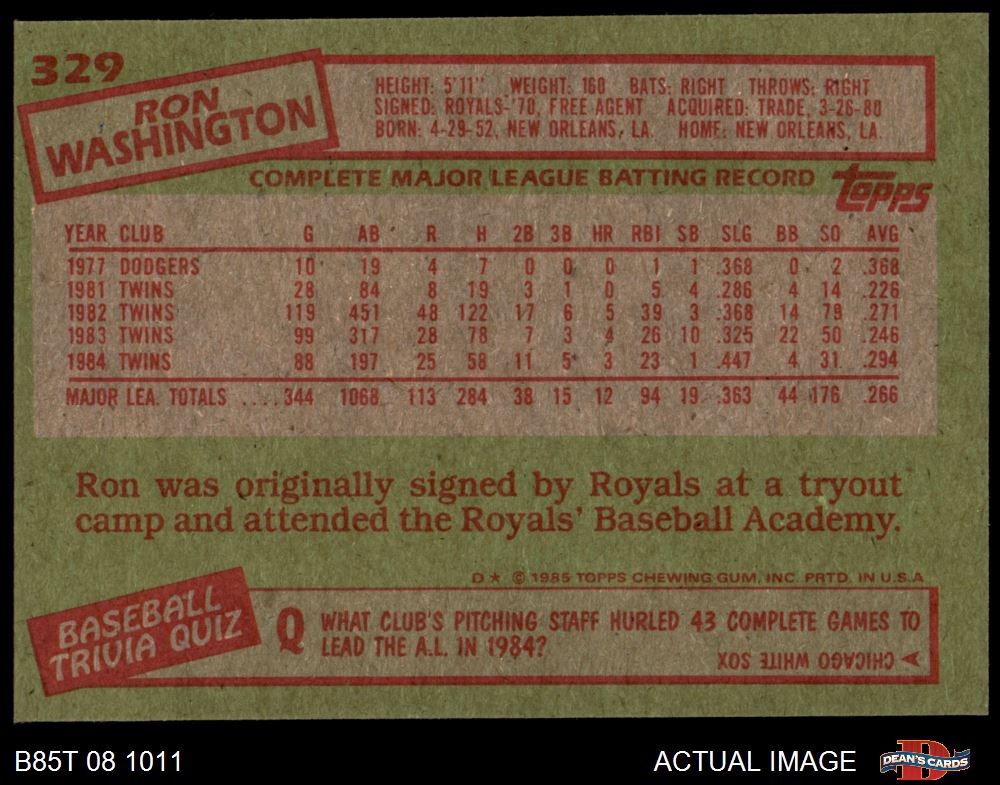 329
RON
WASHINGTON
HEIGHT: 5'11" WEIGHT: 160 BATS: RIGHT THROWS: RIGHT
SIGNED: ROYALS-'70, FREE AGENT ACQUIRED: TRADE, 3-26-80
BORN: 4-29-52, NEW ORLEANS, LA. HOME: NEW ORLEANS, LA.
COMPLETE MAJOR LEAGUE BATTING RECORD
topps
YEAR CLUB G AB R H 2B 3B HR RBI SB SLG BB SO AVG
1977 DODGERS 10 19 4 7 0 0 0 1 1 .368 0 2 .368
1981 TWINS 28 84 8 19 3 1 0 5 4 .286 4 14 .226
1982 TWINS 119 451 48 122 17 6 5 39 3 .368 14 79 .271
1983 TWINS 99 317 28 78 7 3 4 26 10 .325 22 50 .246
1984 TWINS 88 197 25 58 11 5 3 23 1 .447 4 31 .294
MAJOR LEA. TOTALS ....344 1068 113 284 38 15 12 94 19 .363 44 176 .266
Ron was originally signed by Royals at a tryout
camp and attended the Royals' Baseball Academy.
D★ © 1985 TOPPS CHEWING GUM, INC. PRTD. IN U.S.A.
BASEBALL
TRIVIA QUIZ
Q WHAT CLUB'S PITCHING STAFF HURLED 43 COMPLETE GAMES TO
LEAD THE A.L. IN 1984?
CHICAGO WHITE SOX
B85T 08 1011
ACTUAL IMAGE
D
DEAN'S CARDS